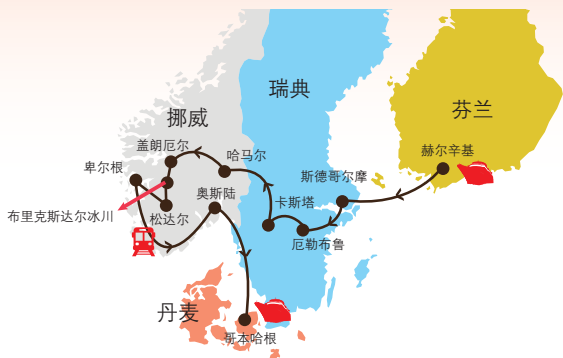 瑞典
芬兰
挪威
盖朗厄尔
哈马尔
赫尔辛基
卑尔根
斯德哥尔摩
奥斯陆
卡斯塔
布里克斯达尔冰川
松达尔
厄勒布鲁
丹麦
哥本哈根